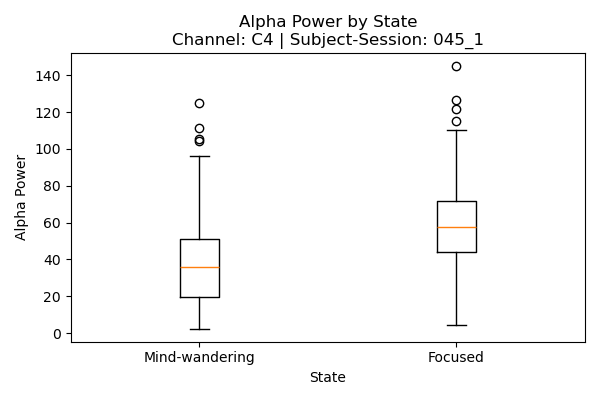 Alpha Power by State
Channel: C4 | Subject-Session: 045_1
140
120
100
80
60
40
20
0
Alpha Power
Mind-wandering
Focused
State